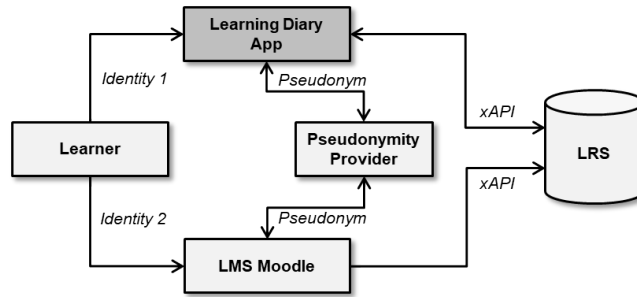 Learning Diary
App
Identity 1
Pseudonym
xAPI
Learner
Pseudonymity
Provider
LRS
xAPI
Identity 2
Pseudonym
LMS Moodle